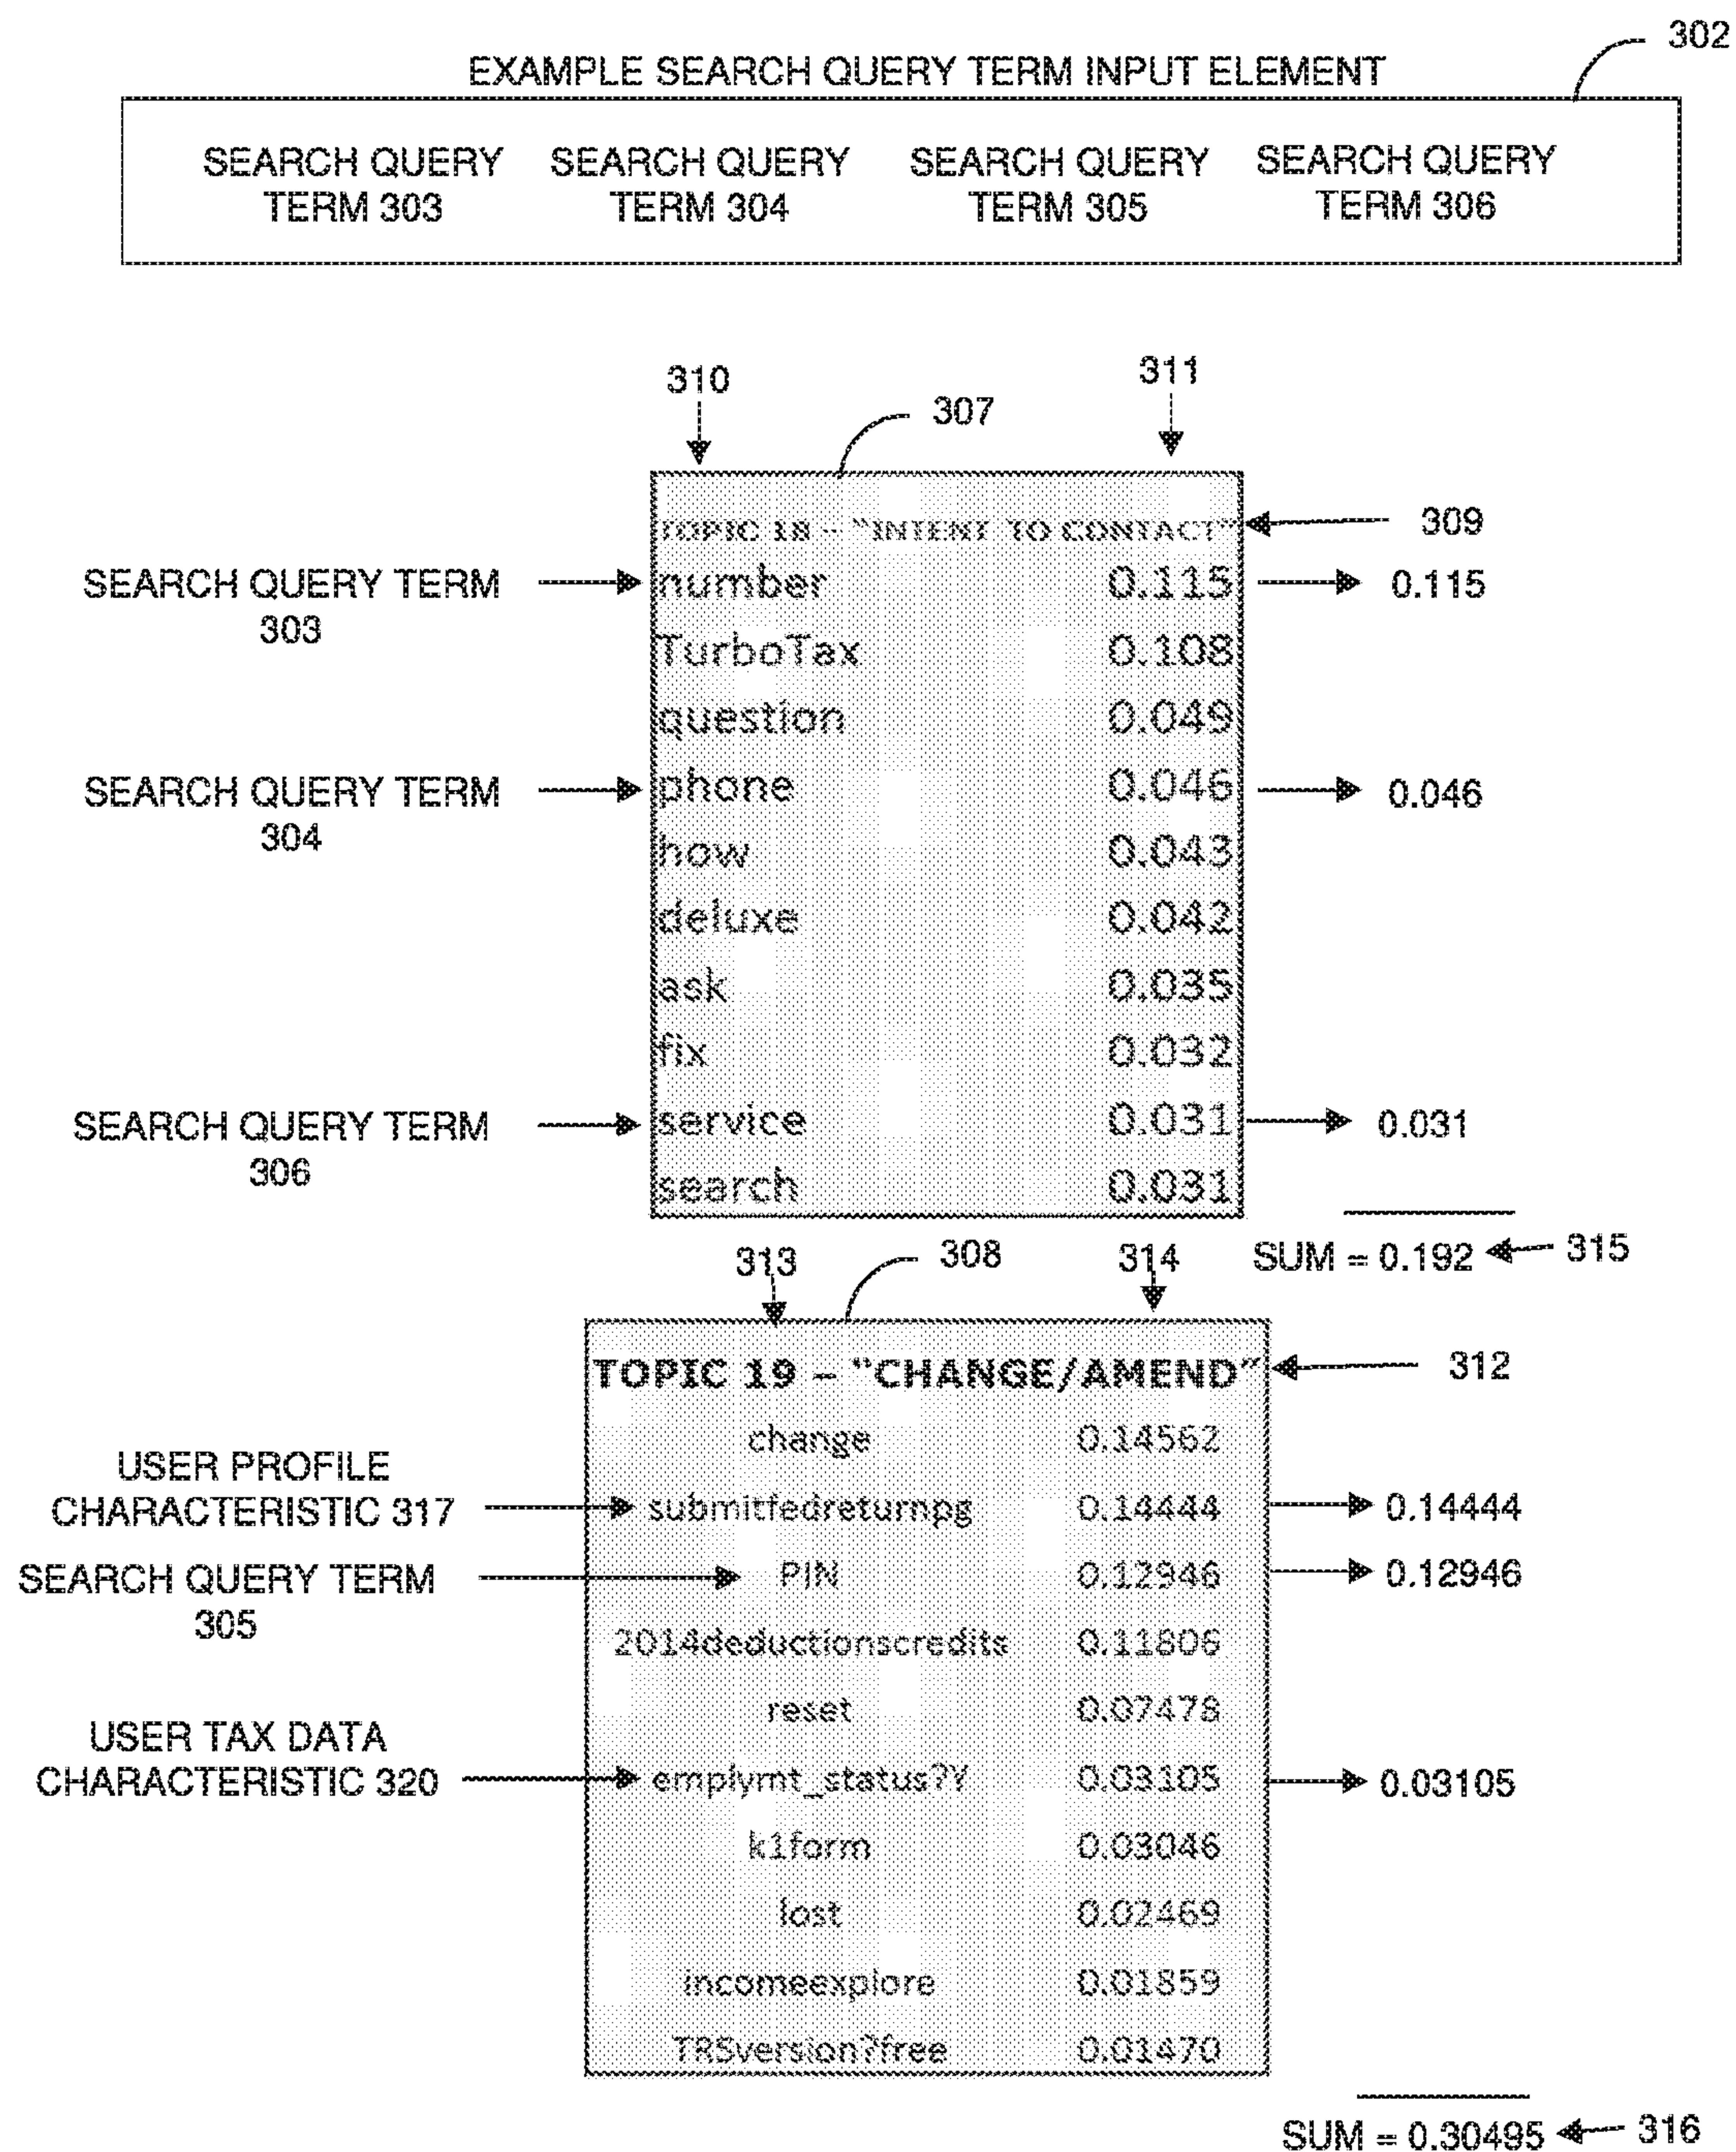 302
EXAMPLE SEARCH QUERY TERM INPUT ELEMENT
SEARCH QUERY TERM 303
SEARCH QUERY TERM 304
SEARCH QUERY TERM 305
SEARCH QUERY TERM 306
310
311
307
TOPIC 18 – "INTENT TO CONTACT"
309
SEARCH QUERY TERM 303
number 0.115
0.115
TurboTax 0.108
question 0.049
SEARCH QUERY TERM 304
phone 0.046
0.046
how 0.043
deluxe 0.042
ask 0.035
fix 0.032
SEARCH QUERY TERM 306
service 0.031
0.031
search 0.031
SUM = 0.192
315
313
308
314
TOPIC 19 – "CHANGE/AMEND"
312
change 0.14562
USER PROFILE CHARACTERISTIC 317
submitfedreturnpg 0.14444
0.14444
SEARCH QUERY TERM 305
PIN 0.12946
0.12946
2014deductionscredits 0.11806
reset 0.07478
USER TAX DATA CHARACTERISTIC 320
emplymt_status?Y 0.03105
0.03105
k1form 0.03046
lost 0.02469
incomeexplore 0.01859
TRSversion?free 0.01470
SUM = 0.30495
316